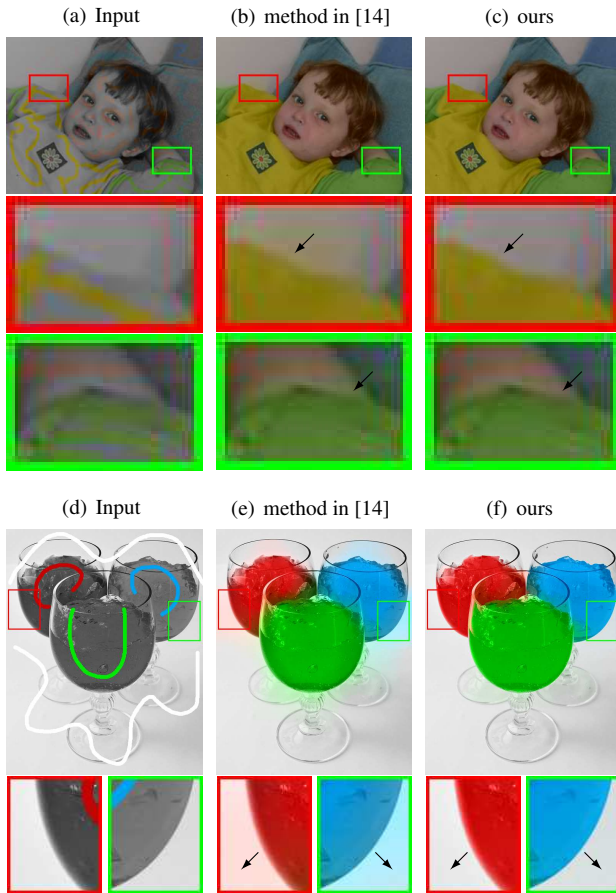 (a) Input (b) method in [14] (c) ours
(d) Input (e) method in [14] (f) ours